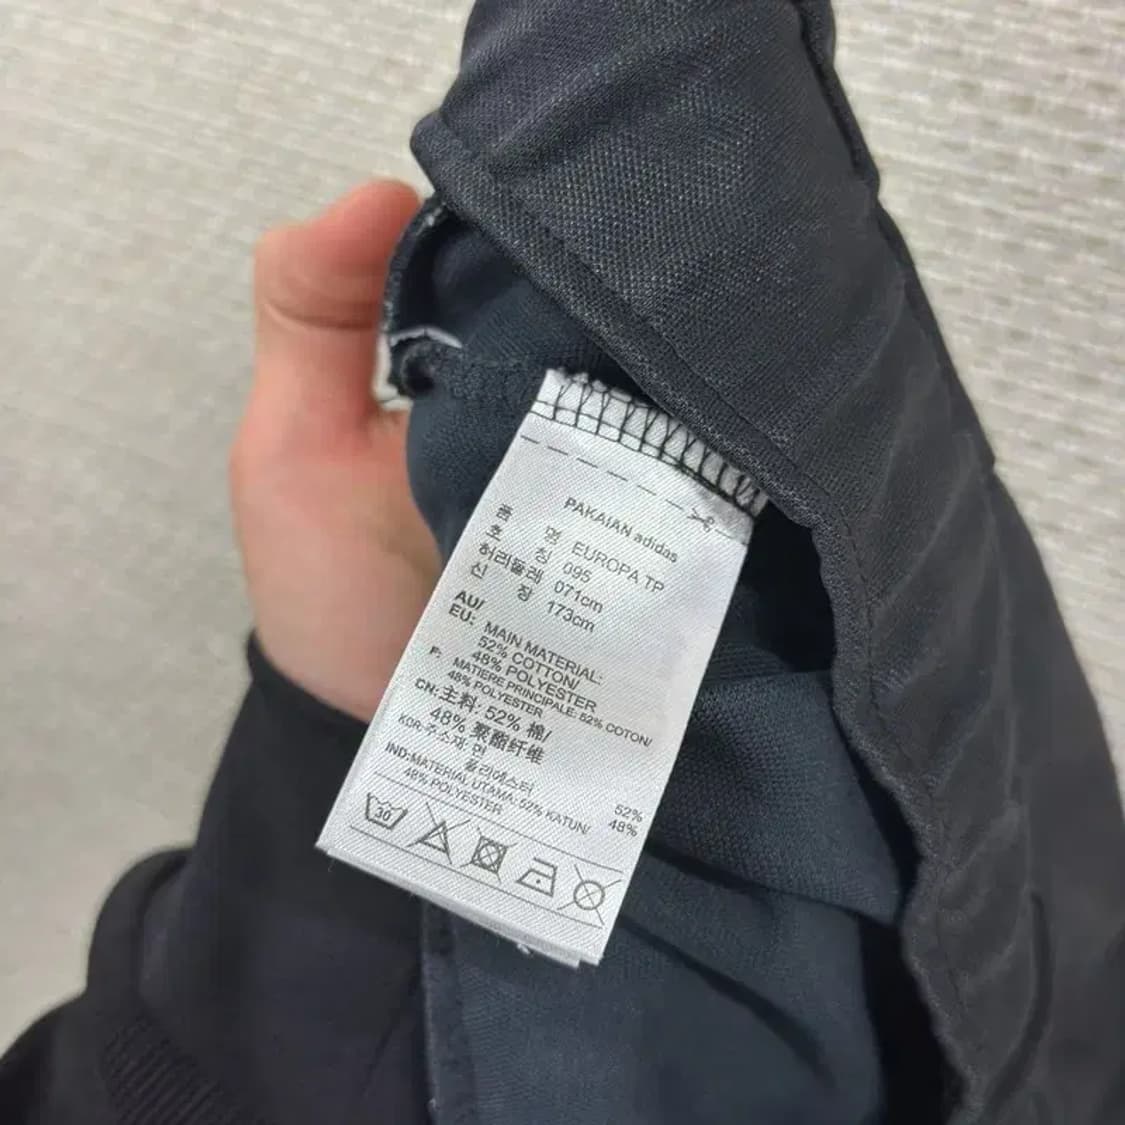 PAKAIAN adidas
품 명 EUROPA TP
호 칭 095
허리둘레 071cm
신 장 173cm
AU/
EU: MAIN MATERIAL:
52% COTTON/
48% POLYESTER
F: MATIERE PRINCIPALE: 52% COTON/
48% POLYESTER
CN: 主料: 52% 棉/
48% 聚酯纤维
KOR: 주소재: 면 52%
폴리에스터 48%
IND: MATERIAL UTAMA: 52% KATUN/
48% POLYESTER
30